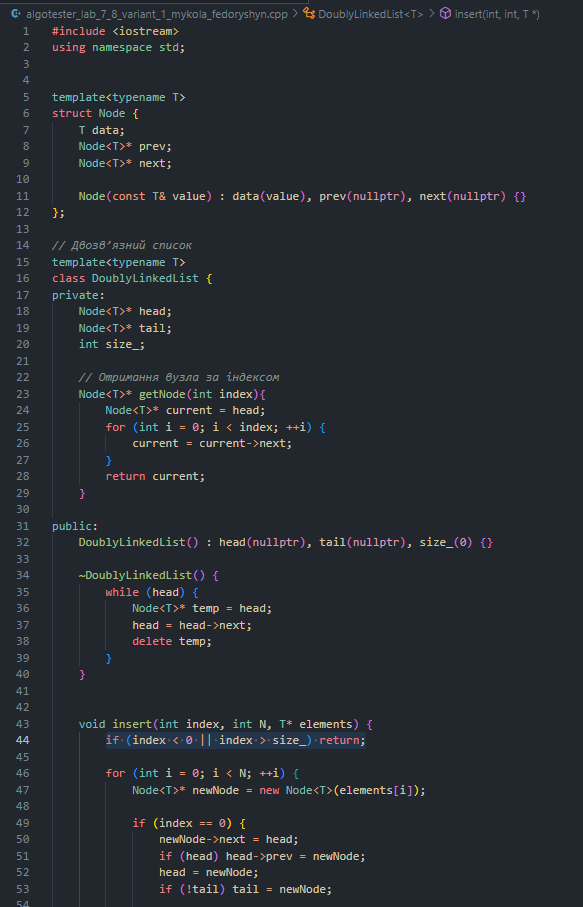 algotester_lab_7_8_variant_1_mykola_fedoryshyn.cpp > DoublyLinkedList<T> > insert(int, int, T *)
1 #include <iostream>
2 using namespace std;
3
4
5 template<typename T>
6 struct Node {
7 T data;
8 Node<T>* prev;
9 Node<T>* next;
10
11 Node(const T& value) : data(value), prev(nullptr), next(nullptr) {}
12 };
13
14 // Двозв’язний список
15 template<typename T>
16 class DoublyLinkedList {
17 private:
18 Node<T>* head;
19 Node<T>* tail;
20 int size_;
21
22 // Отримання вузла за індексом
23 Node<T>* getNode(int index){
24 Node<T>* current = head;
25 for (int i = 0; i < index; ++i) {
26 current = current->next;
27 }
28 return current;
29 }
30
31 public:
32 DoublyLinkedList() : head(nullptr), tail(nullptr), size_(0) {}
33
34 ~DoublyLinkedList() {
35 while (head) {
36 Node<T>* temp = head;
37 head = head->next;
38 delete temp;
39 }
40 }
41
42
43 void insert(int index, int N, T* elements) {
44 if (index < 0 || index > size_) return;
45
46 for (int i = 0; i < N; ++i) {
47 Node<T>* newNode = new Node<T>(elements[i]);
48
49 if (index == 0) {
50 newNode->next = head;
51 if (head) head->prev = newNode;
52 head = newNode;
53 if (!tail) tail = newNode;
54